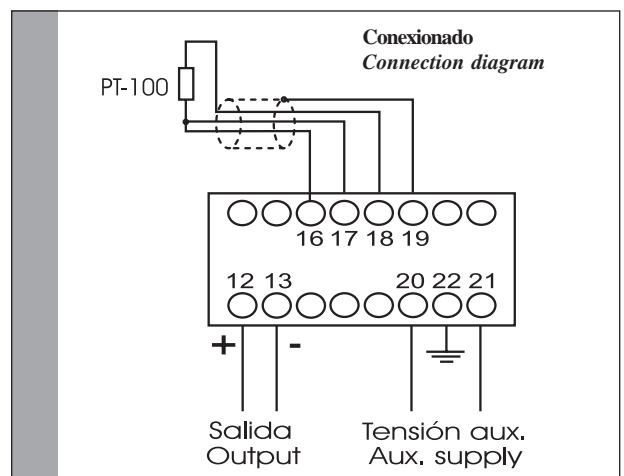 Conexionado
Connection diagram
PT-100
16 17 18 19
12 13 20 22 21
+ -
Salida
Output
Tensión aux.
Aux. supply